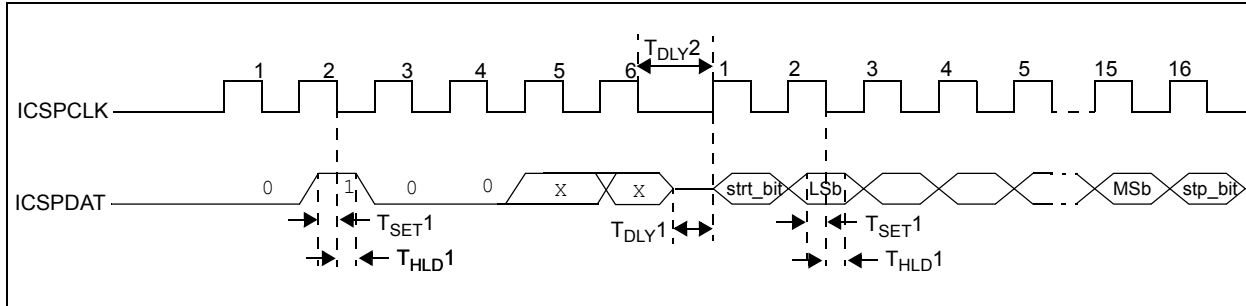 TDLY2
1 2 3 4 5 6 1 2 3 4 5 15 16
ICSPCLK
0 1 0 0 X X strt_bit LSb MSb stp_bit
ICSPDAT
TSET1 TDLY1 TSET1
THLD1 THLD1